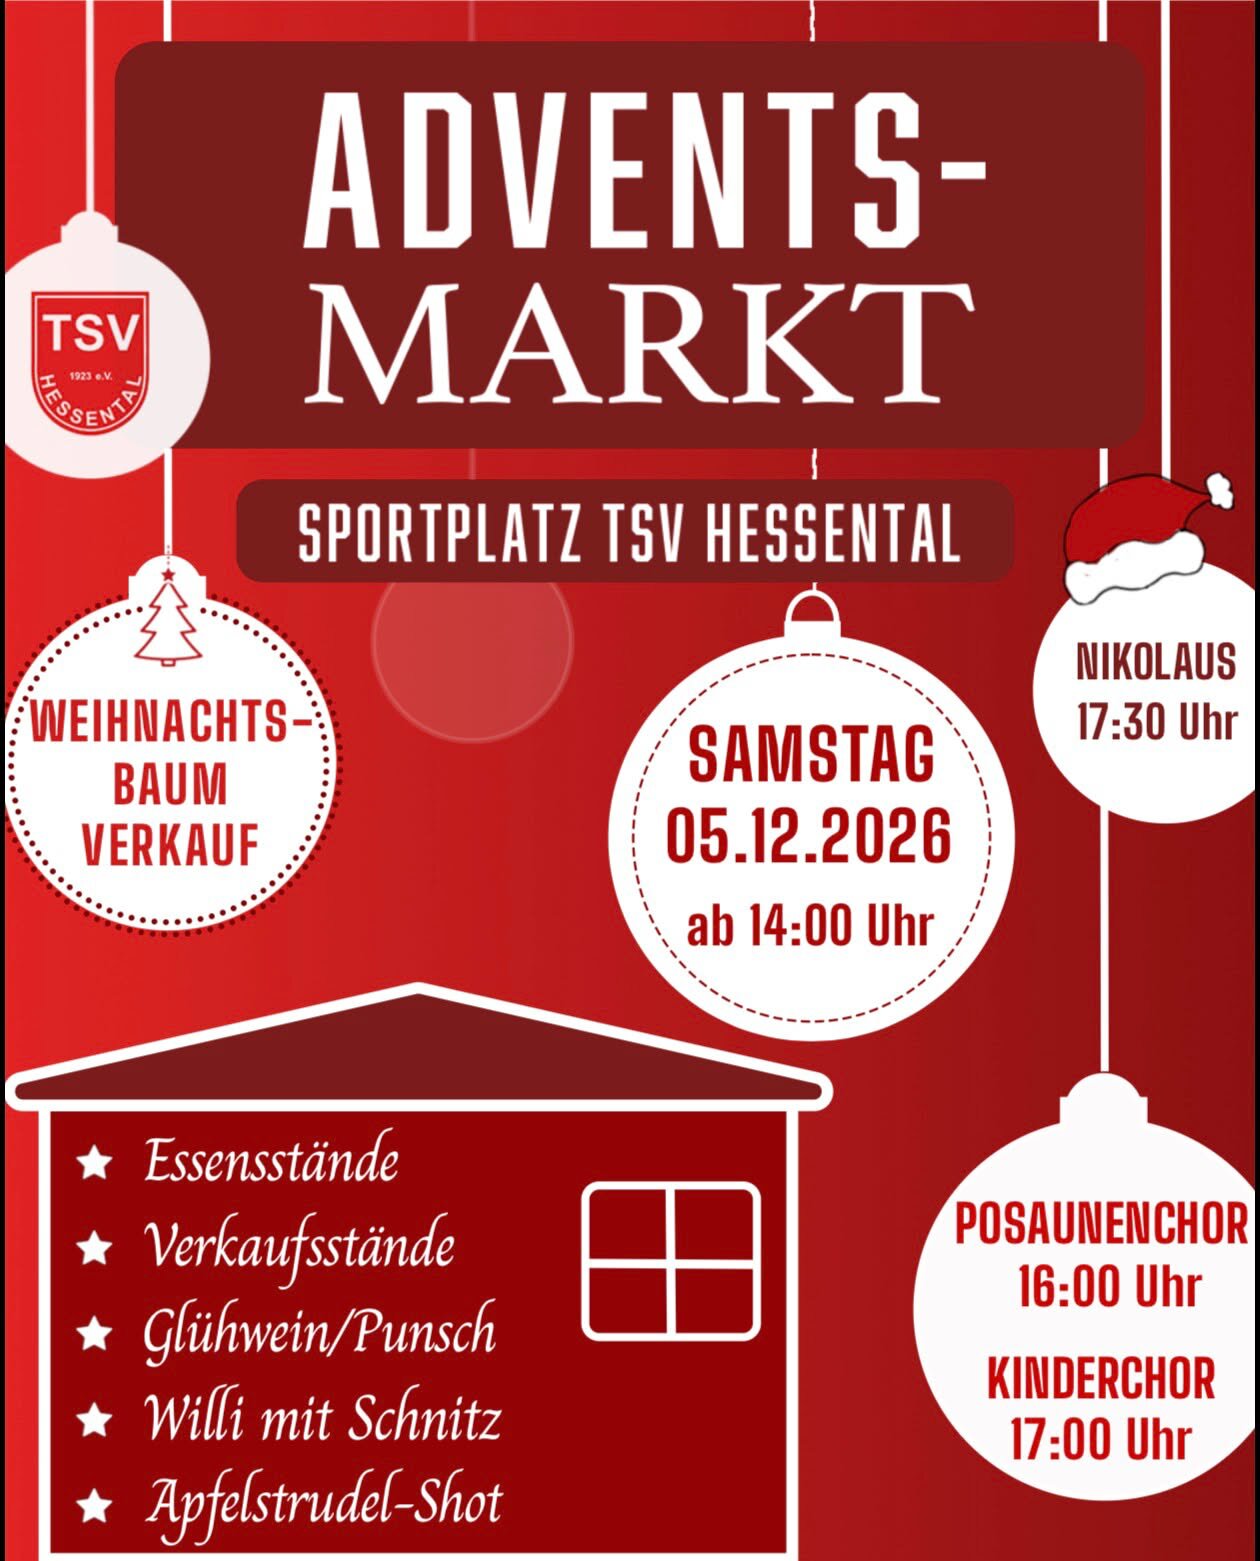 ADVENTS-
MARKT
TSV
1923 e.V.
HESSENTAL
SPORTPLATZ TSV HESSENTAL
WEIHNACHTS-
BAUM
VERKAUF
SAMSTAG
05.12.2026
ab 14:00 Uhr
NIKOLAUS
17:30 Uhr
Essensstände
Verkaufsstände
Glühwein/Punsch
Willi mit Schnitz
Apfelstrudel-Shot
POSAUNENCHOR
16:00 Uhr
KINDERCHOR
17:00 Uhr